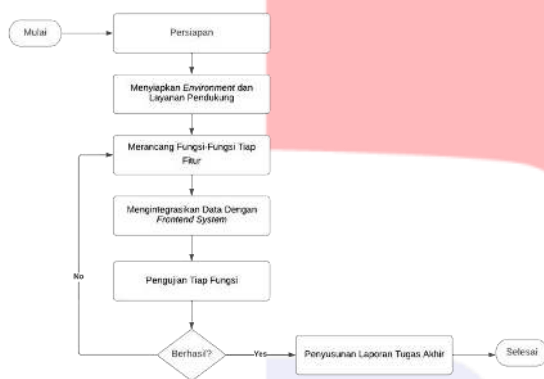 Mulai
Persiapan
Menyiapkan Environment dan
Layanan Pendukung
Merancang Fungsi-Fungsi Tiap
Fitur
Mengintegrasikan Data Dengan
Frontend System
No
Pengujian Tiap Fungsi
Berhasil?
Yes
Penyusunan Laporan Tugas Akhir
Selesai